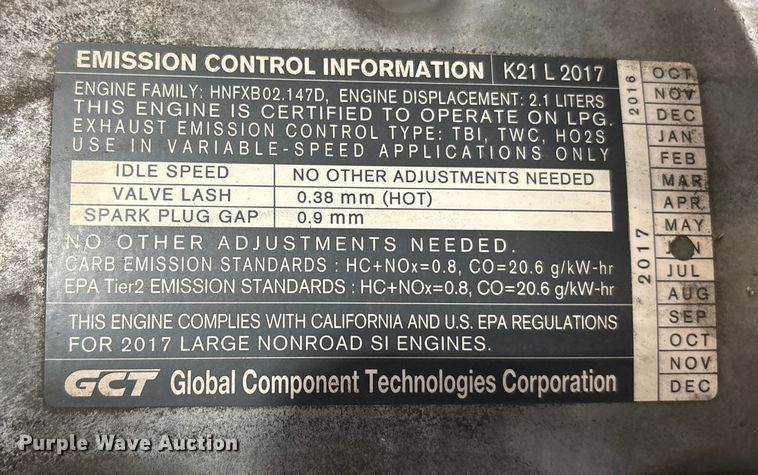 EMISSION CONTROL INFORMATION K21 L 2017
ENGINE FAMILY: HNFXB02.147D, ENGINE DISPLACEMENT: 2.1 LITERS
THIS ENGINE IS CERTIFIED TO OPERATE ON LPG.
EXHAUST EMISSION CONTROL TYPE: TBI, TWC, HO2S
USE IN VARIABLE-SPEED APPLICATIONS ONLY
IDLE SPEED NO OTHER ADJUSTMENTS NEEDED
VALVE LASH 0.38 mm (HOT)
SPARK PLUG GAP 0.9 mm
NO OTHER ADJUSTMENTS NEEDED.
CARB EMISSION STANDARDS : HC+NOx=0.8, CO=20.6 g/kW-hr
EPA Tier2 EMISSION STANDARDS : HC+NOx=0.8, CO=20.6 g/kW-hr
THIS ENGINE COMPLIES WITH CALIFORNIA AND U.S. EPA REGULATIONS
FOR 2017 LARGE NONROAD SI ENGINES.
GCT Global Component Technologies Corporation
2016
OCT
NOV
DEC
2017
JAN
FEB
MAR
APR
MAY
JUL
AUG
SEP
OCT
NOV
DEC
Purple Wave Auction